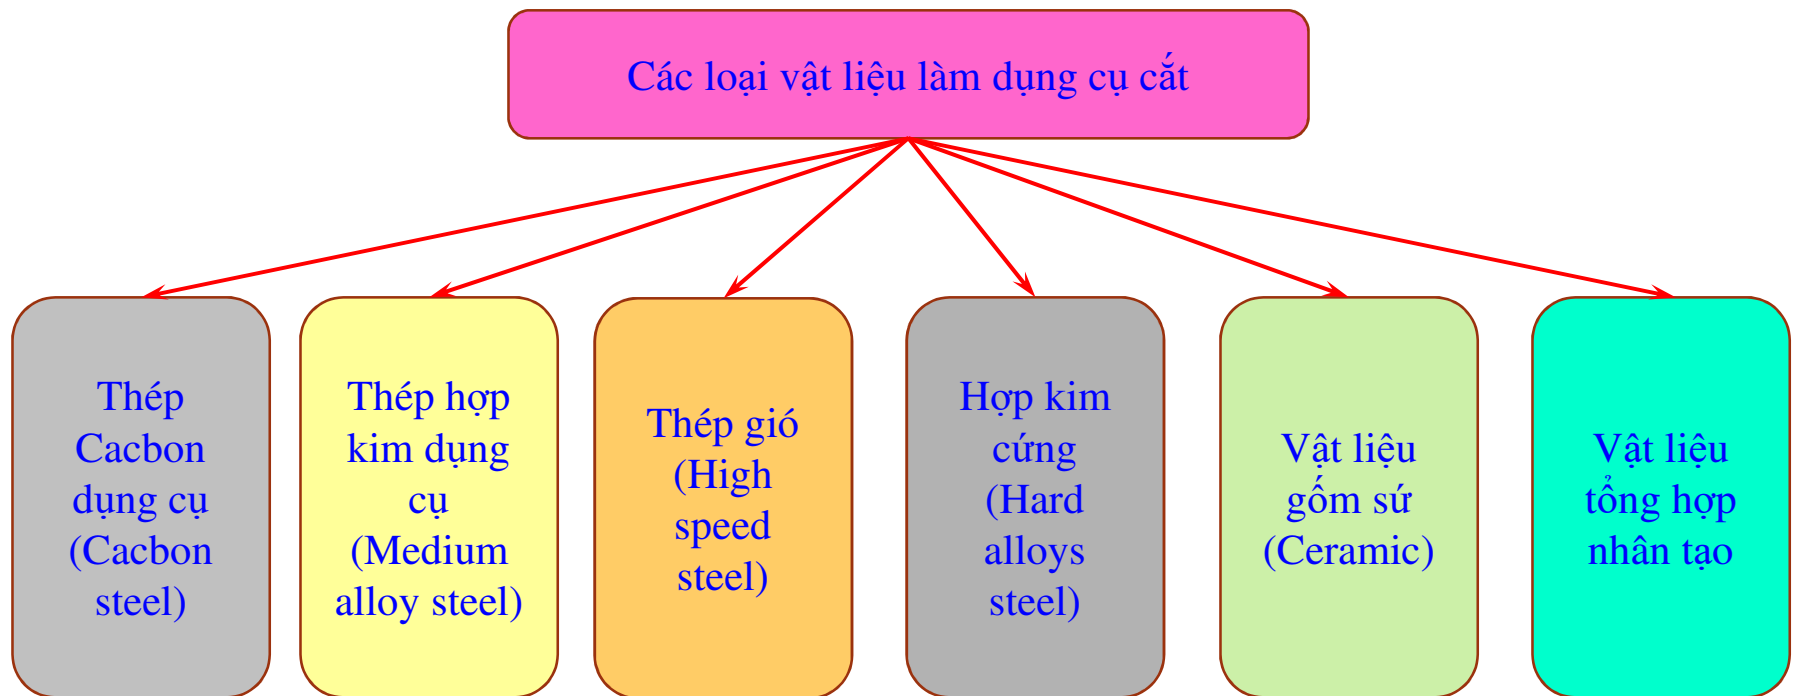 Các loại vật liệu làm dụng cụ cắt
Thép
Cacbon
dụng cụ
(Cacbon
steel)
Thép hợp
kim dụng
cụ
(Medium
alloy steel)
Thép gió
(High
speed
steel)
Hợp kim
cứng
(Hard
alloys
steel)
Vật liệu
gốm sứ
(Ceramic)
Vật liệu
tổng hợp
nhân tạo